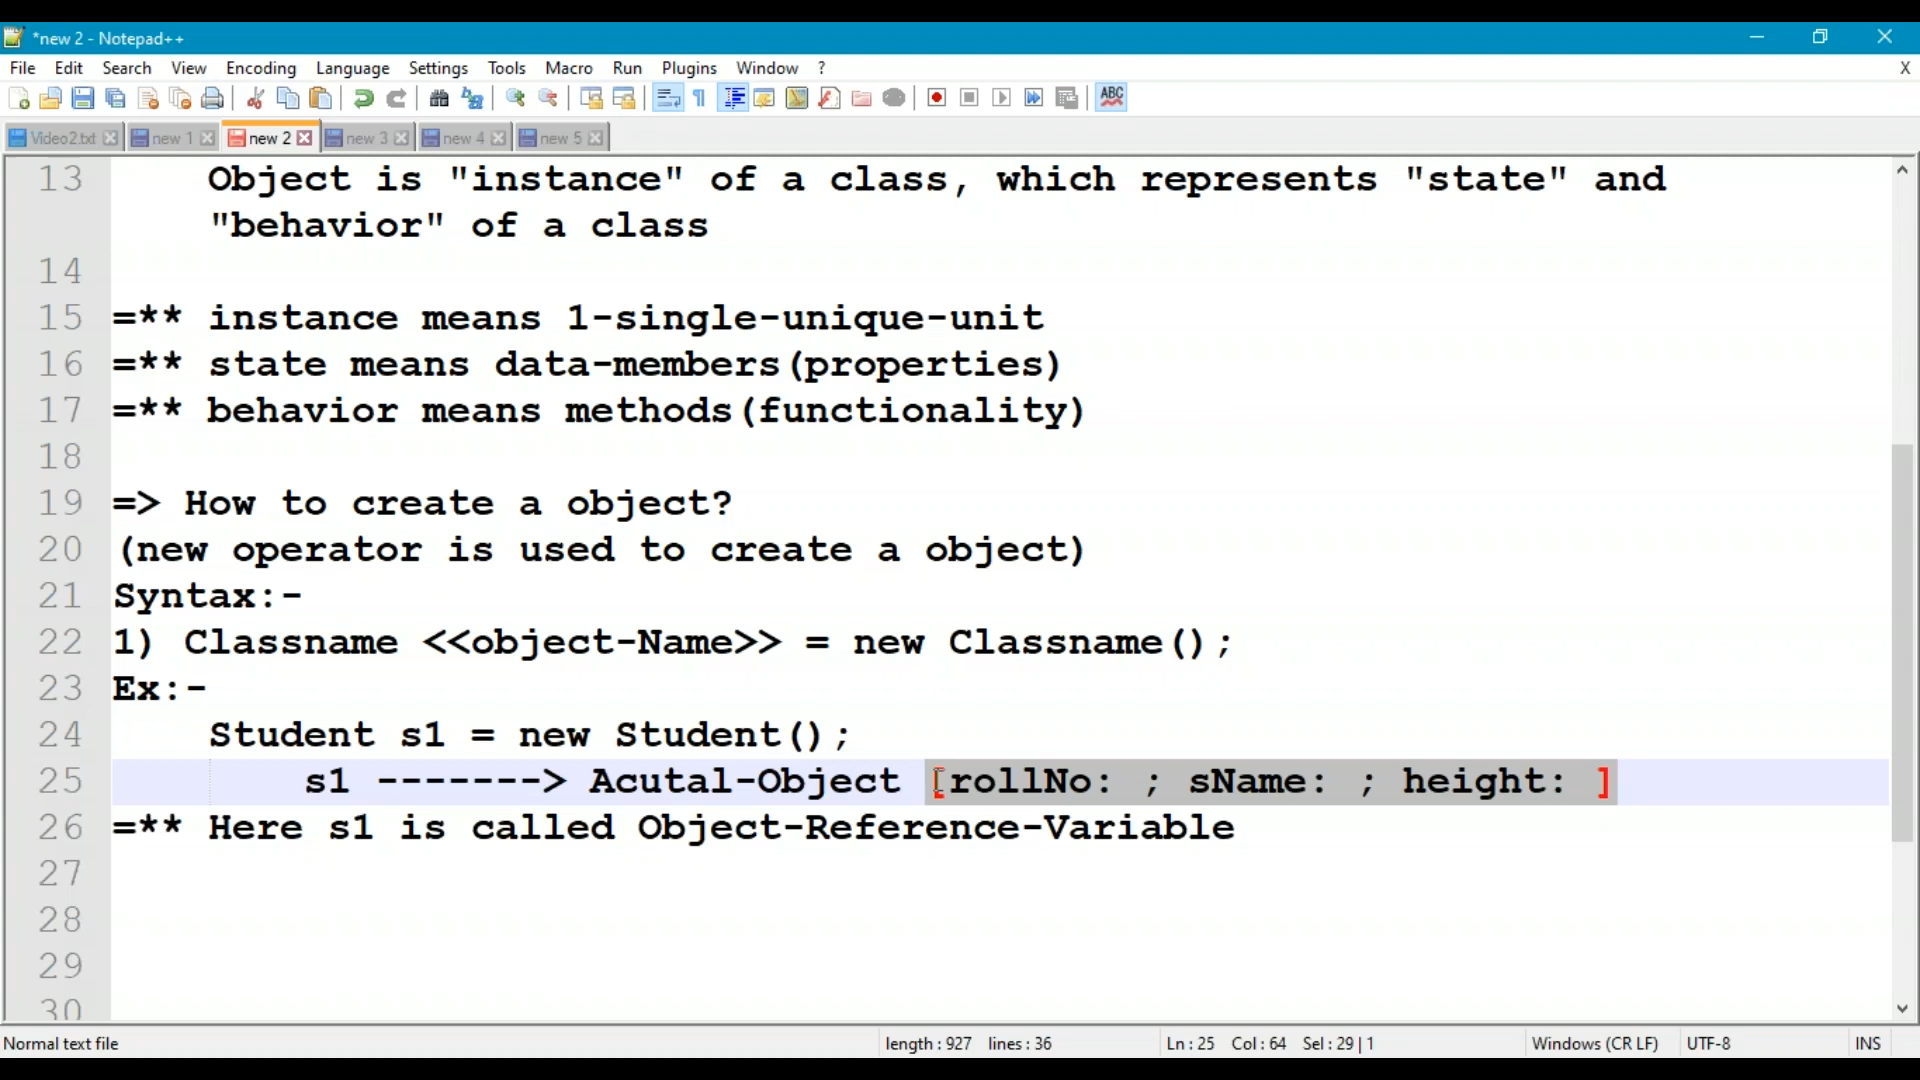 *new 2 - Notepad++
File Edit Search View Encoding Language Settings Tools Macro Run Plugins Window ? X
ABC
Video2.txt new 1 new 2 new 3 new 4 new 5
13 Object is "instance" of a class, which represents "state" and
"behavior" of a class
14
15 =** instance means 1-single-unique-unit
16 =** state means data-members(properties)
17 =** behavior means methods(functionality)
18
19 => How to create a object?
20 (new operator is used to create a object)
21 Syntax:-
22 1) Classname <<object-Name>> = new Classname();
23 Ex:-
24 Student s1 = new Student();
25 s1 -------> Acutal-Object [rollNo: ; sName: ; height: ]
26 =** Here s1 is called Object-Reference-Variable
27
28
29
30
Normal text file length : 927 lines : 36 Ln : 25 Col : 64 Sel : 29 | 1 Windows (CR LF) UTF-8 INS